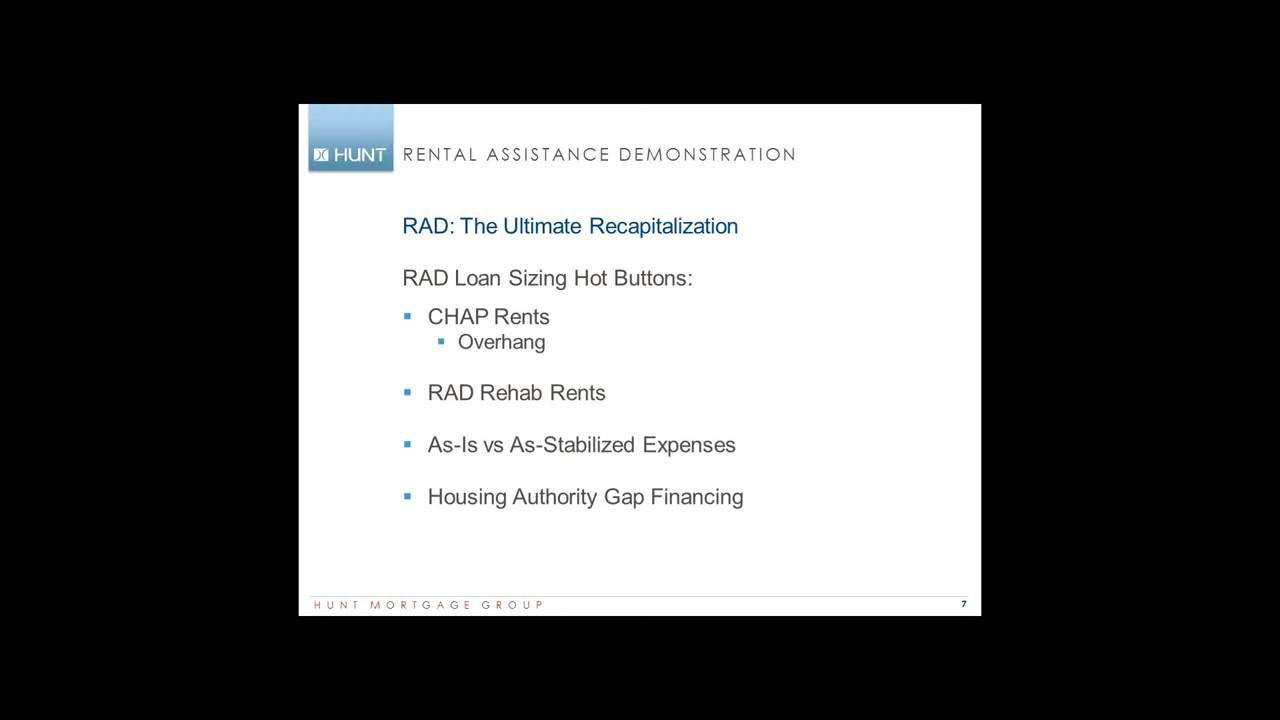 HUNT
RENTAL ASSISTANCE DEMONSTRATION
RAD: The Ultimate Recapitalization
RAD Loan Sizing Hot Buttons:
CHAP Rents
Overhang
RAD Rehab Rents
As-Is vs As-Stabilized Expenses
Housing Authority Gap Financing
HUNT MORTGAGE GROUP
7